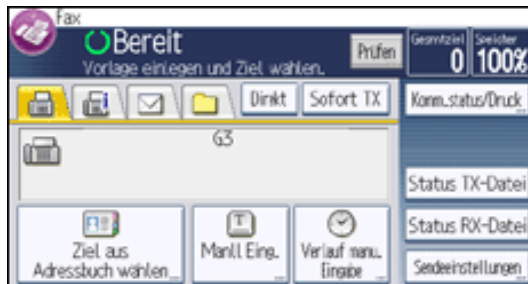 Fax
Bereit
Vorlage einlegen und Ziel wählen.
Prüfen
Gesamtziel
0
Speicher
100%
Direkt
Sofort TX
Komm.status/Druck
G3
Status TX-Datei
Status RX-Datei
Sendeeinstellungen
Ziel aus
Adressbuch wählen
Manll Eing.
Verlauf manu.
Eingabe